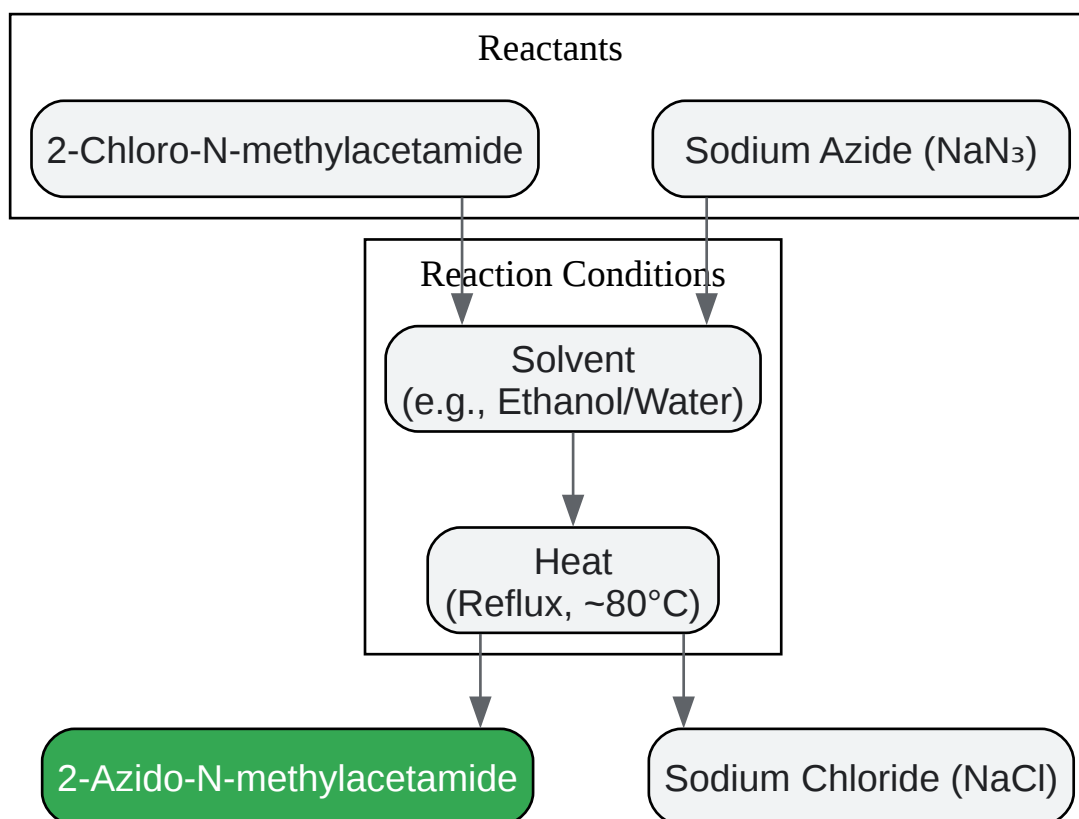 Reactants
2-Chloro-N-methylacetamide
Sodium Azide (NaN₃)
Reaction Conditions
Solvent
(e.g., Ethanol/Water)
Heat
(Reflux, ~80°C)
2-Azido-N-methylacetamide
Sodium Chloride (NaCl)